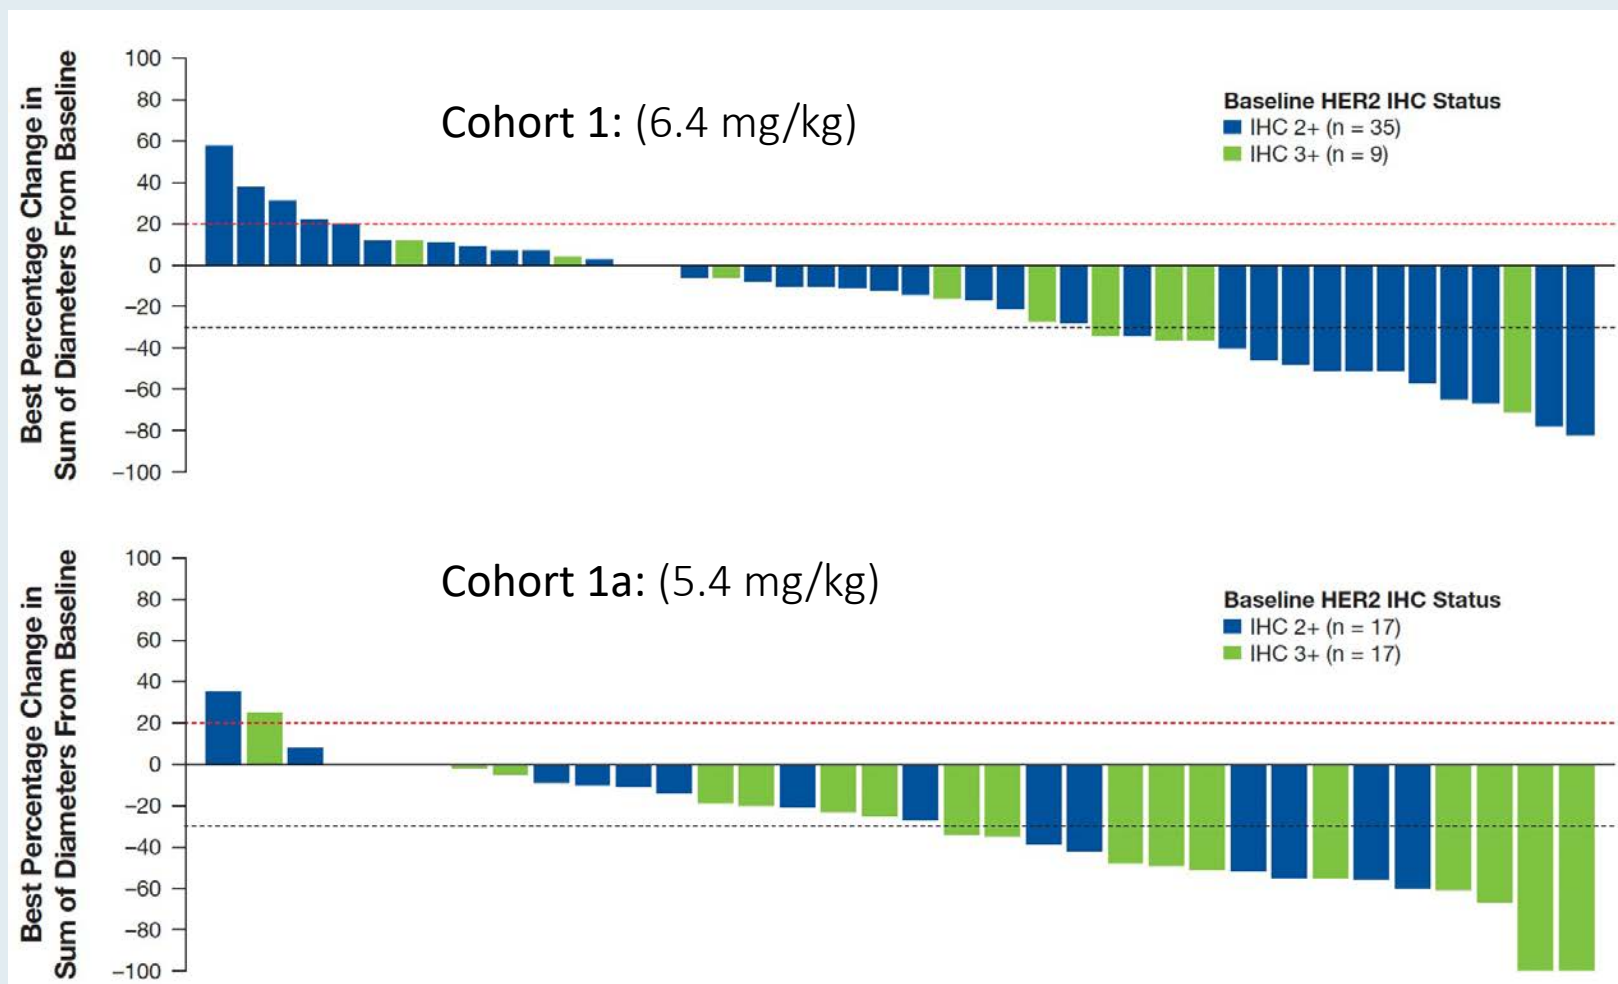 Best Percentage Change in
Sum of Diameters From Baseline
100
80
60
40
20
0
−20
−40
−60
−80
−100
Cohort 1: (6.4 mg/kg)
Baseline HER2 IHC Status
IHC 2+ (n = 35)
IHC 3+ (n = 9)
Best Percentage Change in
Sum of Diameters From Baseline
100
80
60
40
20
0
−20
−40
−60
−80
−100
Cohort 1a: (5.4 mg/kg)
Baseline HER2 IHC Status
IHC 2+ (n = 17)
IHC 3+ (n = 17)